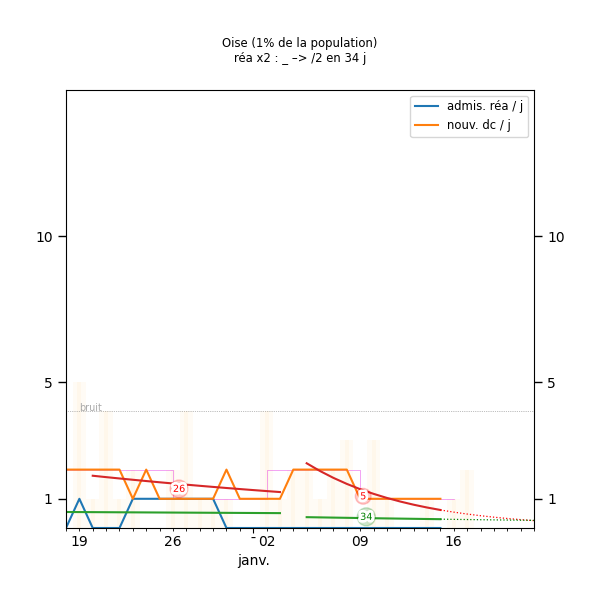 Oise (1% de la population)
réa x2 : _ –> /2 en 34 j
admis. réa / j
nouv. dc / j
10 10
5 5
bruit
26
5
34
1 1
19 26 - 02 09 16
janv.